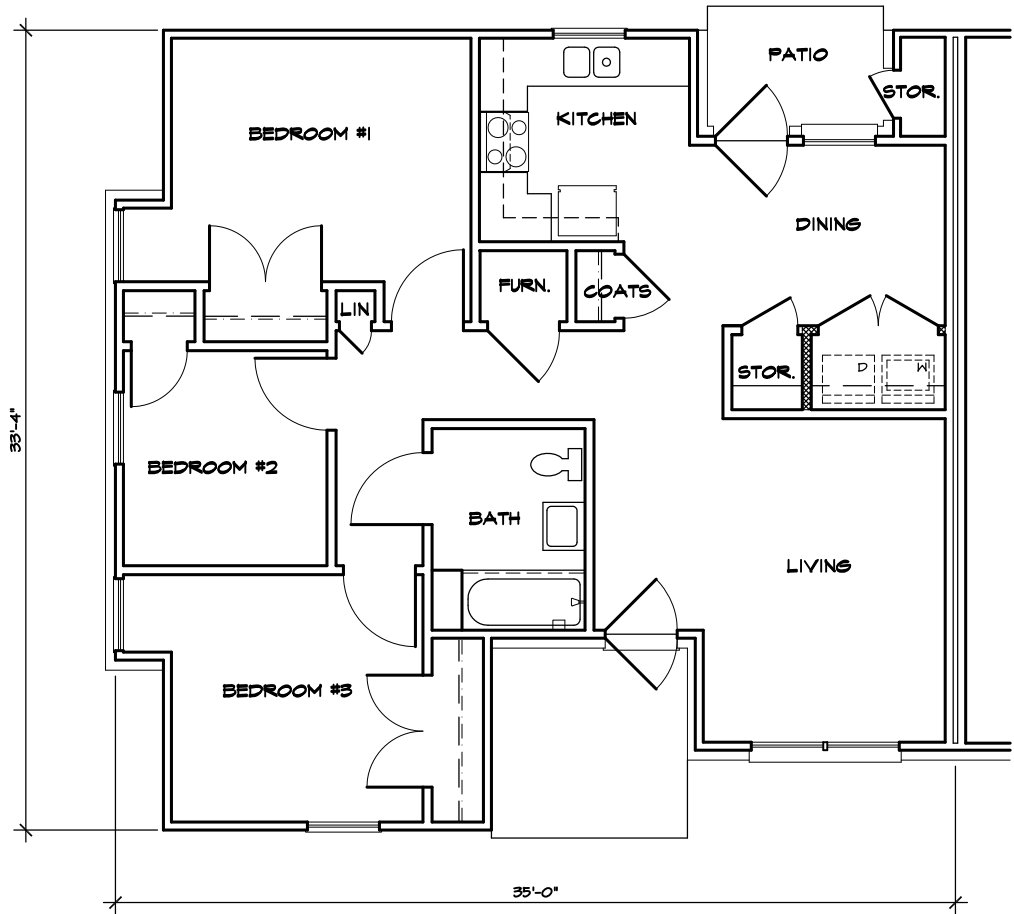 PATIO
STOR.
KITCHEN
BEDROOM #1
DINING
FURN.
COATS
LIN
STOR.
D
W
33'-4"
BEDROOM #2
BATH
LIVING
BEDROOM #3
35'-0"